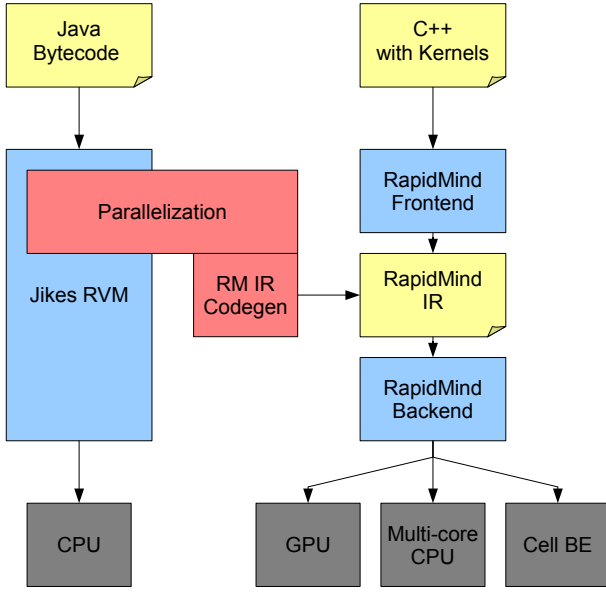 Java
Bytecode
C++
with Kernels
Parallelization
RapidMind
Frontend
Jikes RVM
RM IR
Codegen
RapidMind
IR
RapidMind
Backend
CPU
GPU
Multi-core
CPU
Cell BE